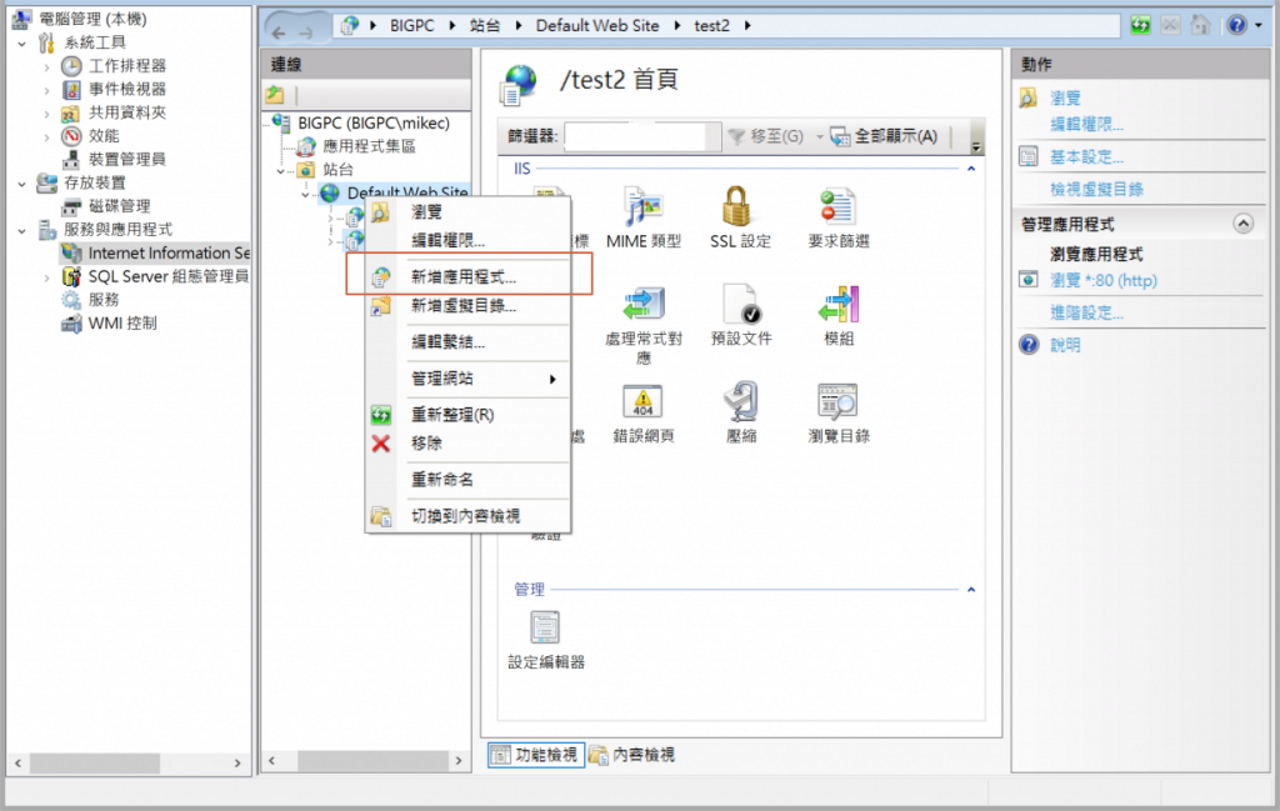 電腦管理 (本機)
系統工具
工作排程器
事件檢視器
共用資料夾
效能
裝置管理員
存放裝置
磁碟管理
服務與應用程式
Internet Information Se
SQL Server 組態管理員
服務
WMI 控制
BIGPC
站台
Default Web Site
test2
連線
BIGPC (BIGPC\mikec)
應用程式集區
站台
Default Web Site
瀏覽
編輯權限...
新增應用程式...
新增虛擬目錄...
編輯繫結...
管理網站
重新整理(R)
移除
重新命名
切換到內容檢視
/test2 首頁
篩選器:
移至(G)
全部顯示(A)
IIS
標
MIME 類型
SSL 設定
要求篩選
處理常式對
應
預設文件
模組
處
404
錯誤網頁
壓縮
瀏覽目錄
驗證
管理
設定編輯器
功能檢視
內容檢視
動作
瀏覽
編輯權限...
基本設定...
檢視虛擬目錄
管理應用程式
瀏覽應用程式
瀏覽 *:80 (http)
進階設定...
說明